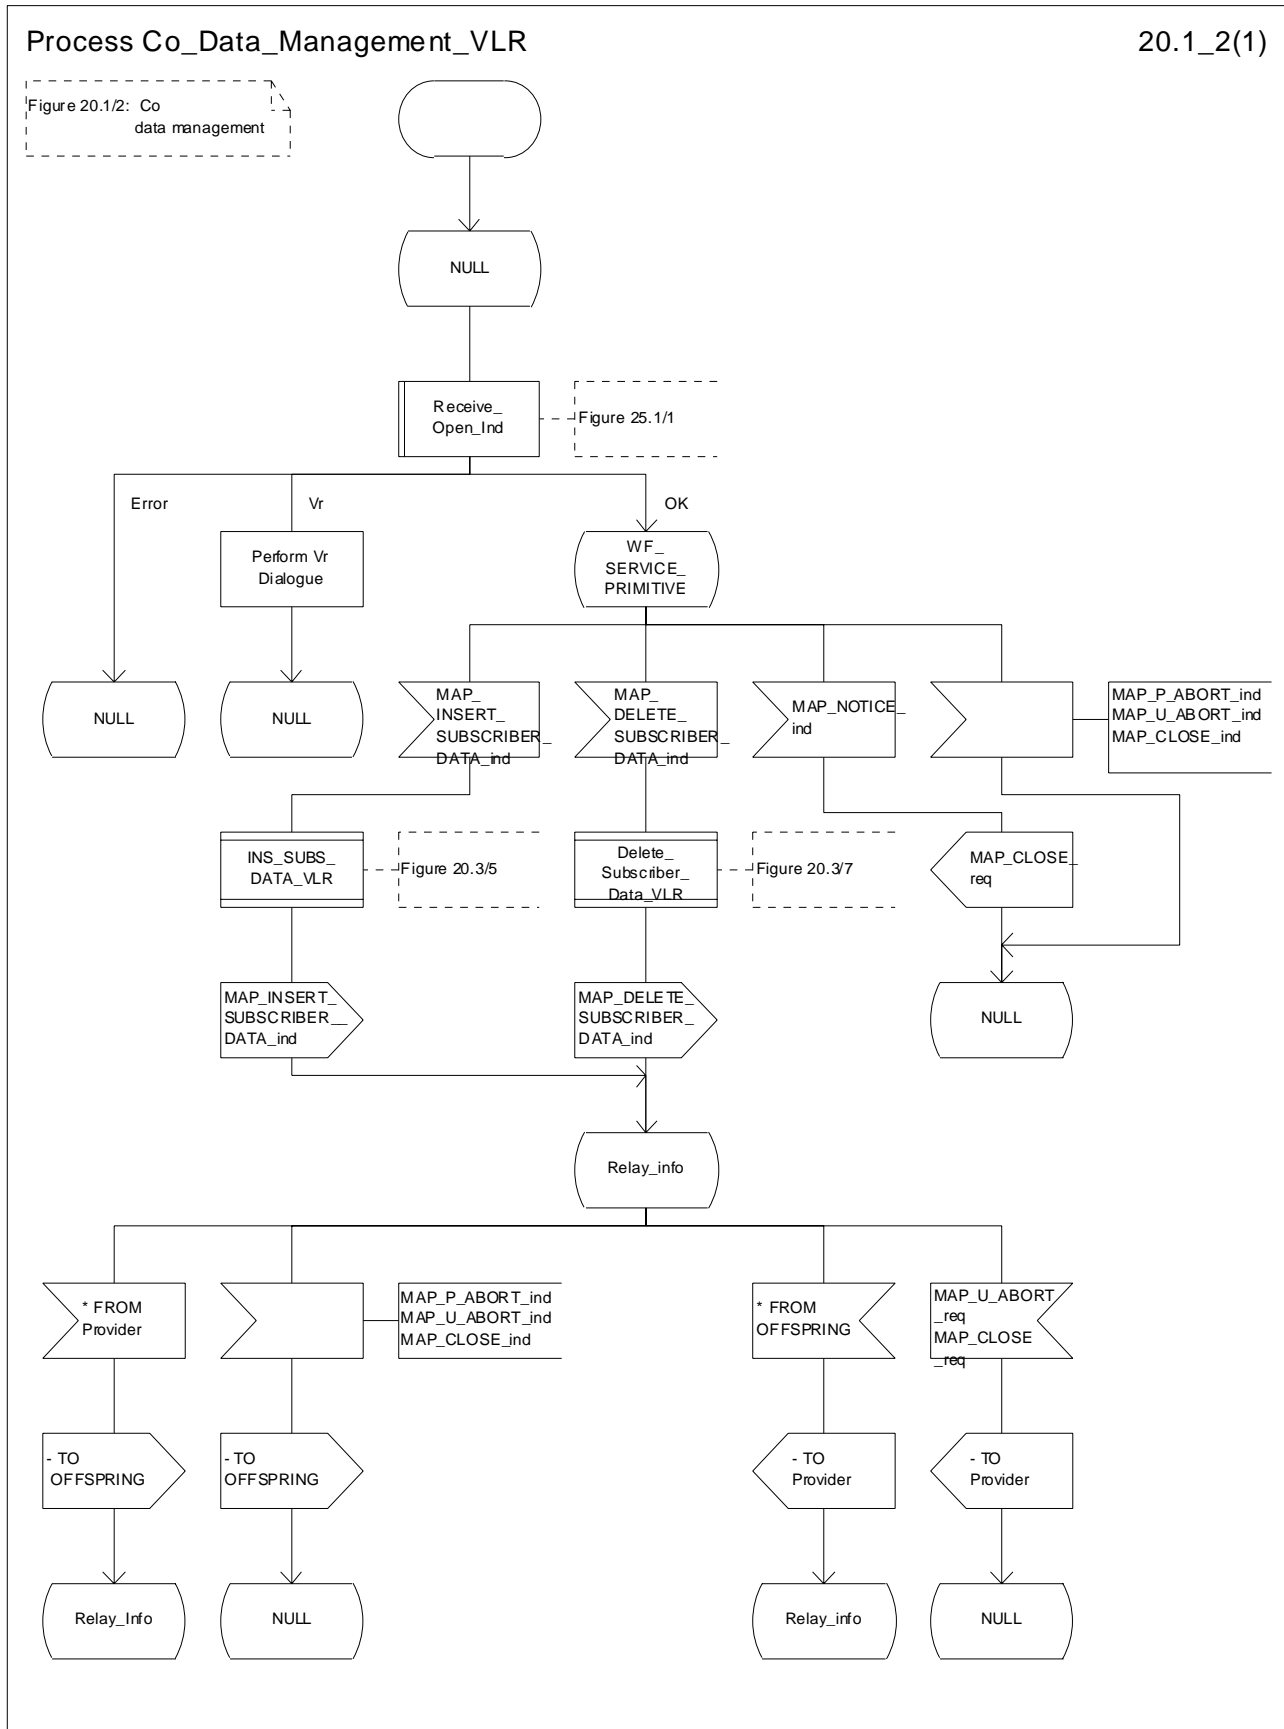 Process Co_Data_Management_VLR
20.1_2(1)
Figure 20.1/2: Co
data management
NULL
Receive_
Open_Ind
Figure 25.1/1
Error
Vr
OK
Perform Vr
Dialogue
WF_
SERVICE_
PRIMITIVE
NULL
NULL
MAP_
INSERT_
SUBSCRIBER_
DATA_ind
MAP_
DELETE_
SUBSCRIBER_
DATA_ind
MAP_NOTICE_
ind
MAP_P_ABORT_ind
MAP_U_ABORT_ind
MAP_CLOSE_ind
INS_SUBS_
DATA_VLR
Figure 20.3/5
Delete_
Subscriber_
Data_VLR
Figure 20.3/7
MAP_CLOSE_
req
MAP_INSERT_
SUBSCRIBER__
DATA_ind
MAP_DELETE_
SUBSCRIBER_
DATA_ind
NULL
Relay_info
* FROM
Provider
MAP_P_ABORT_ind
MAP_U_ABORT_ind
MAP_CLOSE_ind
* FROM
OFFSPRING
MAP_U_ABORT
_req
MAP_CLOSE
_req
- TO
OFFSPRING
- TO
OFFSPRING
- TO
Provider
- TO
Provider
Relay_Info
NULL
Relay_info
NULL